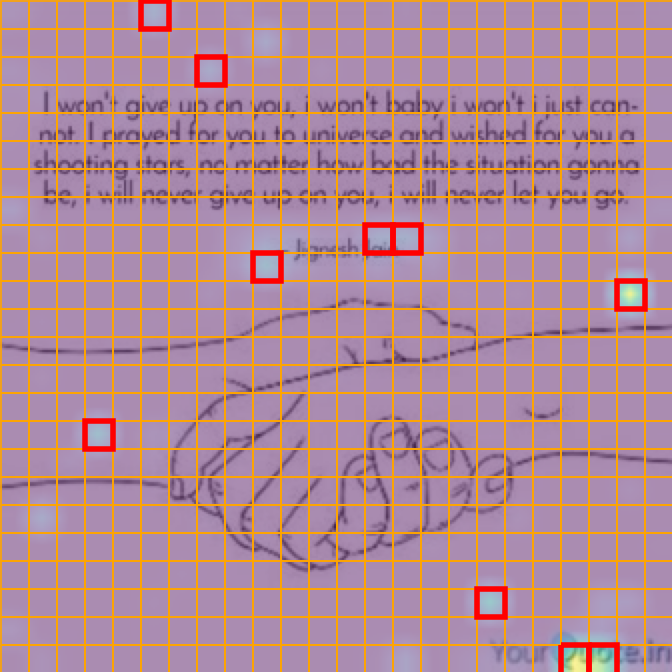 I won't give up on you, i won't baby i won't i just can-
not. I prayed for you to universe and wished for you a
shooting stars, no matter how bad the situation gonna
be, i will never give up on you, i will never let you go.
- Jignesh Jain
YourQuote.in